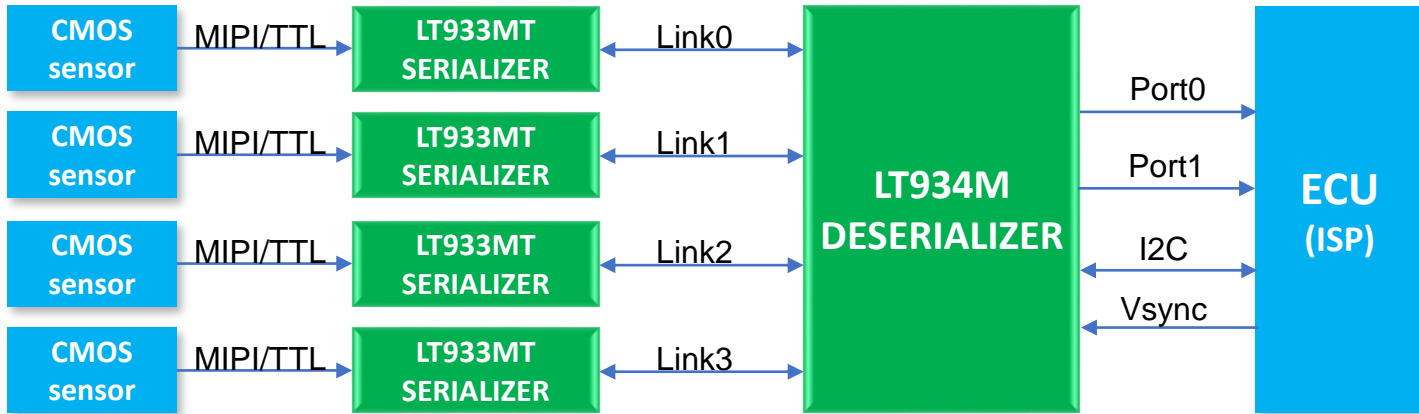 CMOS
sensor
MIPI/TTL
LT933MT
SERIALIZER
Link0
CMOS
sensor
MIPI/TTL
LT933MT
SERIALIZER
Link1
CMOS
sensor
MIPI/TTL
LT933MT
SERIALIZER
Link2
CMOS
sensor
MIPI/TTL
LT933MT
SERIALIZER
Link3
LT934M
DESERIALIZER
Port0
Port1
I2C
Vsync
ECU
(ISP)